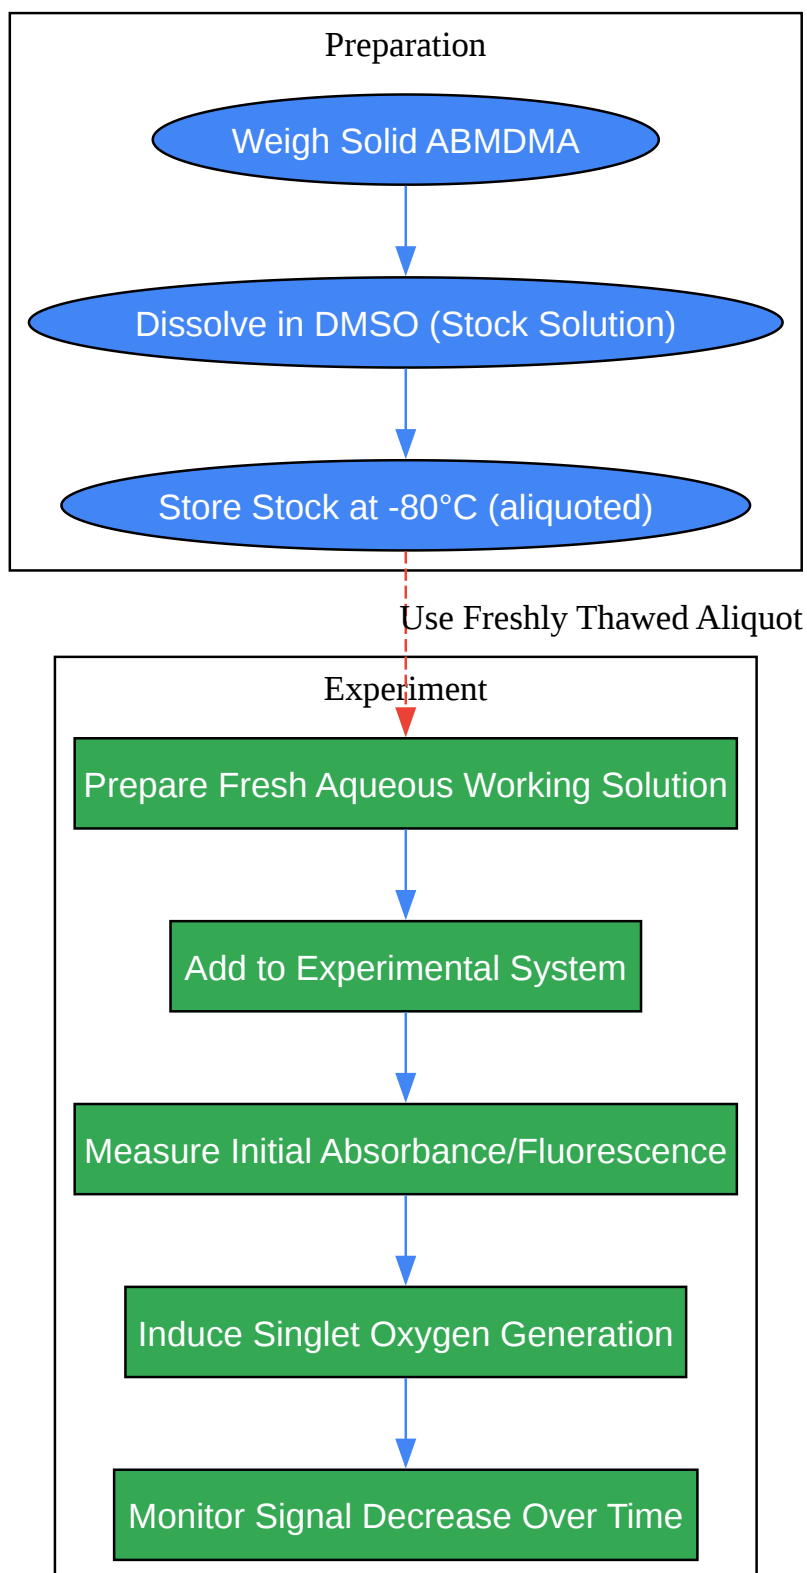 Preparation
Weigh Solid ABMDMA
Dissolve in DMSO (Stock Solution)
Store Stock at -80°C (aliquoted)
Use Freshly Thawed Aliquot
Experiment
Prepare Fresh Aqueous Working Solution
Add to Experimental System
Measure Initial Absorbance/Fluorescence
Induce Singlet Oxygen Generation
Monitor Signal Decrease Over Time